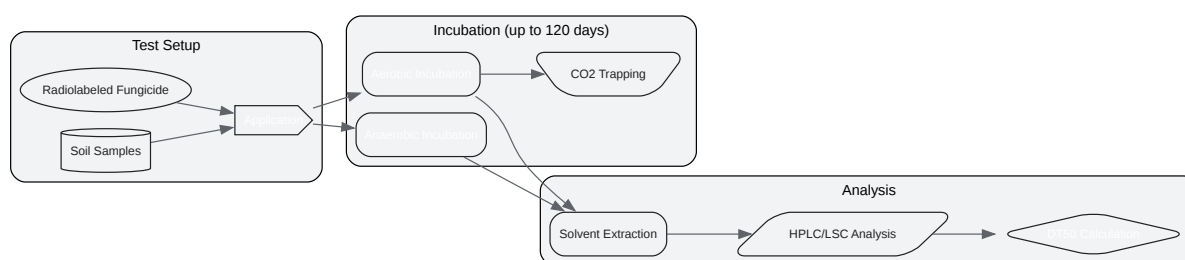 Test Setup
Radiolabeled Fungicide
Soil Samples
Application
Incubation (up to 120 days)
Aerobic Incubation
CO2 Trapping
Anaerobic Incubation
Analysis
Solvent Extraction
HPLC/LSC Analysis
DT50 Calculation